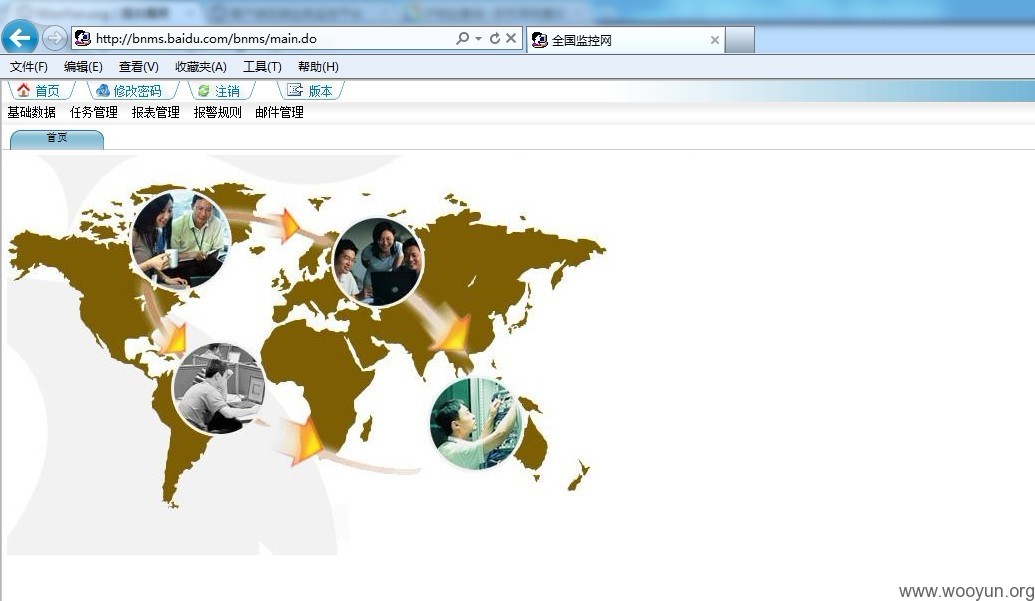 http://bnms.baidu.com/bnms/main.do
全国监控网
文件(F) 编辑(E) 查看(V) 收藏夹(A) 工具(T) 帮助(H)
首页 修改密码 注销 版本
基础数据 任务管理 报表管理 报警规则 邮件管理
首页
www.wooyun.org